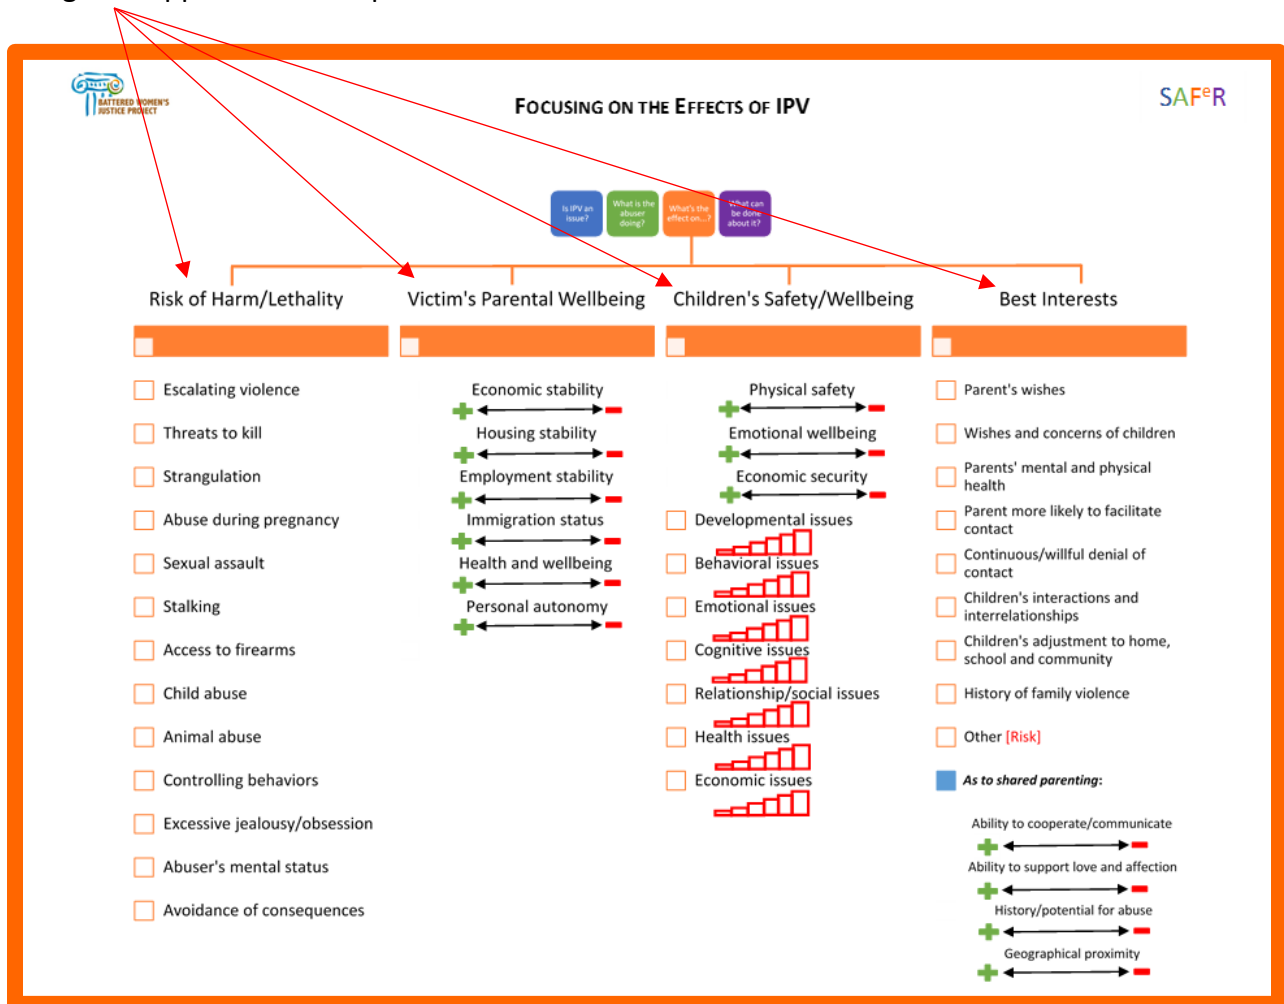 BATTERED WOMEN'S
JUSTICE PROJECT
FOCUSING ON THE EFFECTS OF IPV
SAFeR
Is IPV an
issue?
What is the
abuser
doing?
What's the
effect on...?
What can
be done
about it?
Risk of Harm/Lethality
Escalating violence
Threats to kill
Strangulation
Abuse during pregnancy
Sexual assault
Stalking
Access to firearms
Child abuse
Animal abuse
Controlling behaviors
Excessive jealousy/obsession
Abuser's mental status
Avoidance of consequences
Victim's Parental Wellbeing
Economic stability
Housing stability
Employment stability
Immigration status
Health and wellbeing
Personal autonomy
Children's Safety/Wellbeing
Physical safety
Emotional wellbeing
Economic security
Developmental issues
Behavioral issues
Emotional issues
Cognitive issues
Relationship/social issues
Health issues
Economic issues
Best Interests
Parent's wishes
Wishes and concerns of children
Parents' mental and physical
health
Parent more likely to facilitate
contact
Continuous/willful denial of
contact
Children's interactions and
interrelationships
Children's adjustment to home,
school and community
History of family violence
Other [Risk]
As to shared parenting:
Ability to cooperate/communicate
Ability to support love and affection
History/potential for abuse
Geographical proximity